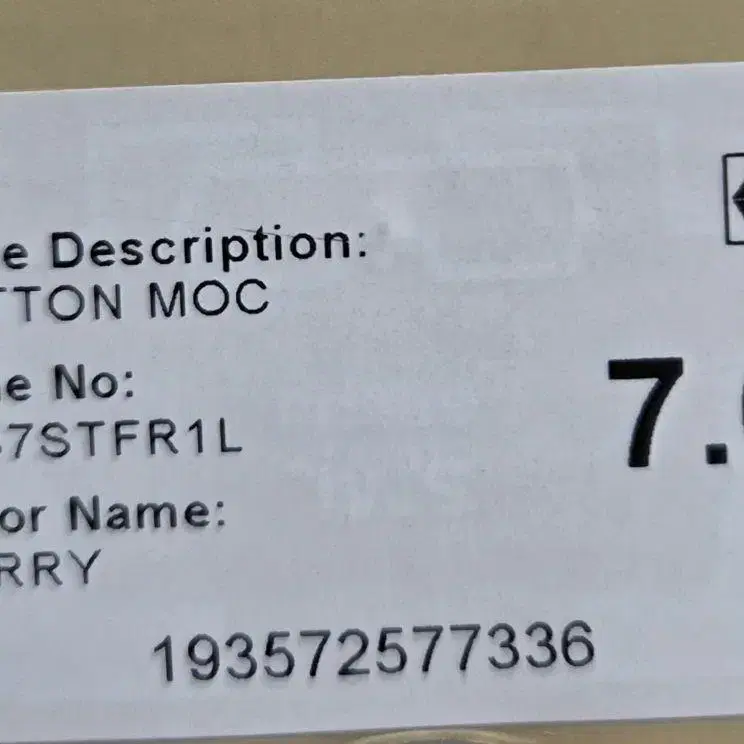 e Description:
TTON MOC
e No:
7STFR1L
or Name:
RRY
7.
193572577336